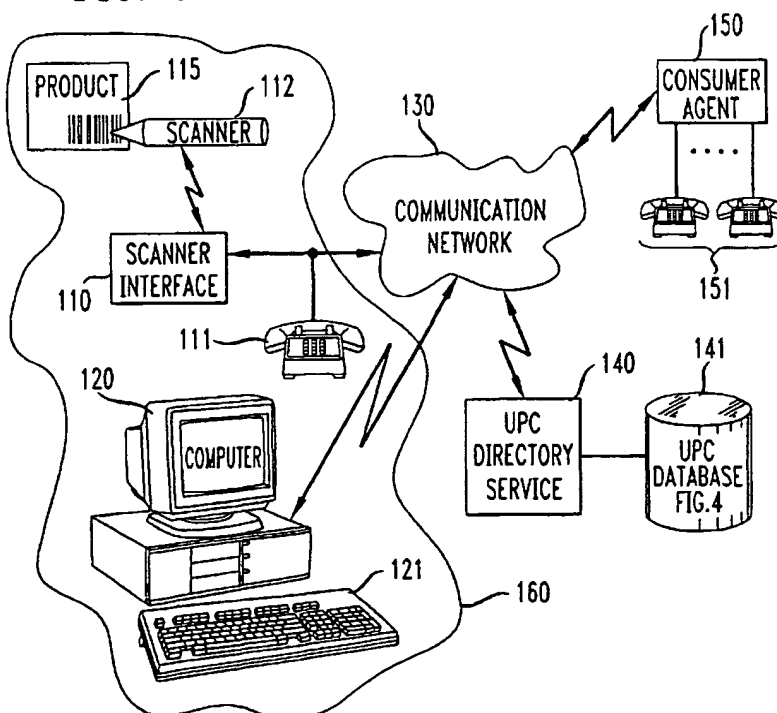 115
PRODUCT
112
SCANNER
SCANNER
INTERFACE
110
111
120
COMPUTER
121
160
130
COMMUNICATION
NETWORK
150
CONSUMER
AGENT
151
140
UPC
DIRECTORY
SERVICE
141
UPC
DATABASE
FIG.4